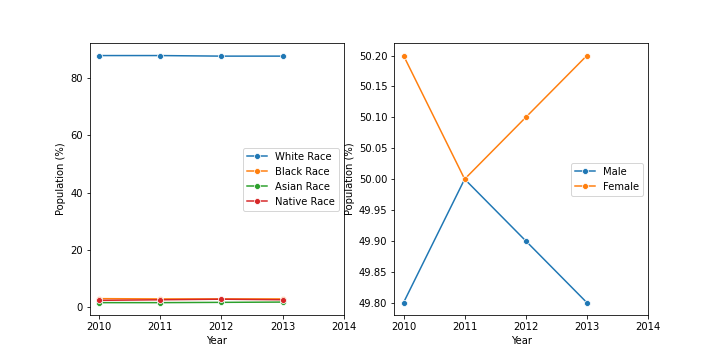 80
60
40
20
0
Population (%)
2010 2011 2012 2013 2014
Year
White Race
Black Race
Asian Race
Native Race
50.20
50.15
50.10
50.05
50.00
49.95
49.90
49.85
49.80
Population (%)
2010 2011 2012 2013 2014
Year
Male
Female